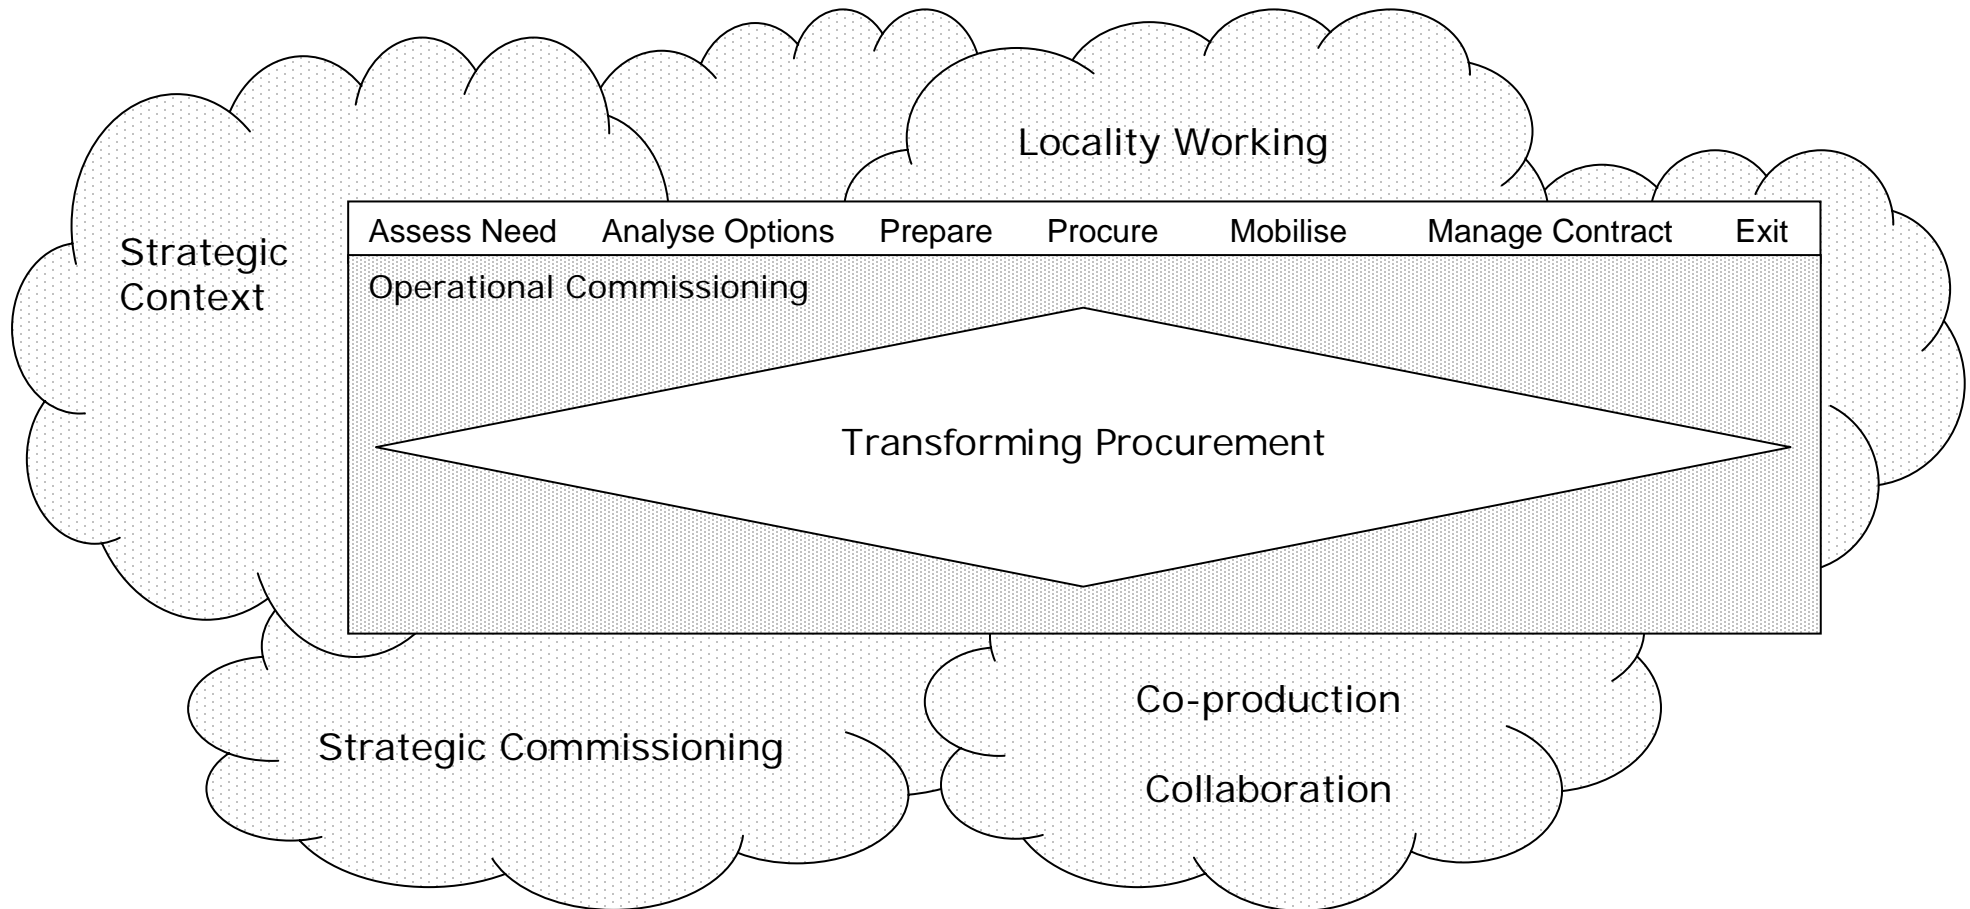 Locality Working
Strategic
Context
Assess Need Analyse Options Prepare Procure Mobilise Manage Contract Exit
Operational Commissioning
Transforming Procurement
Strategic Commissioning
Co-production
Collaboration